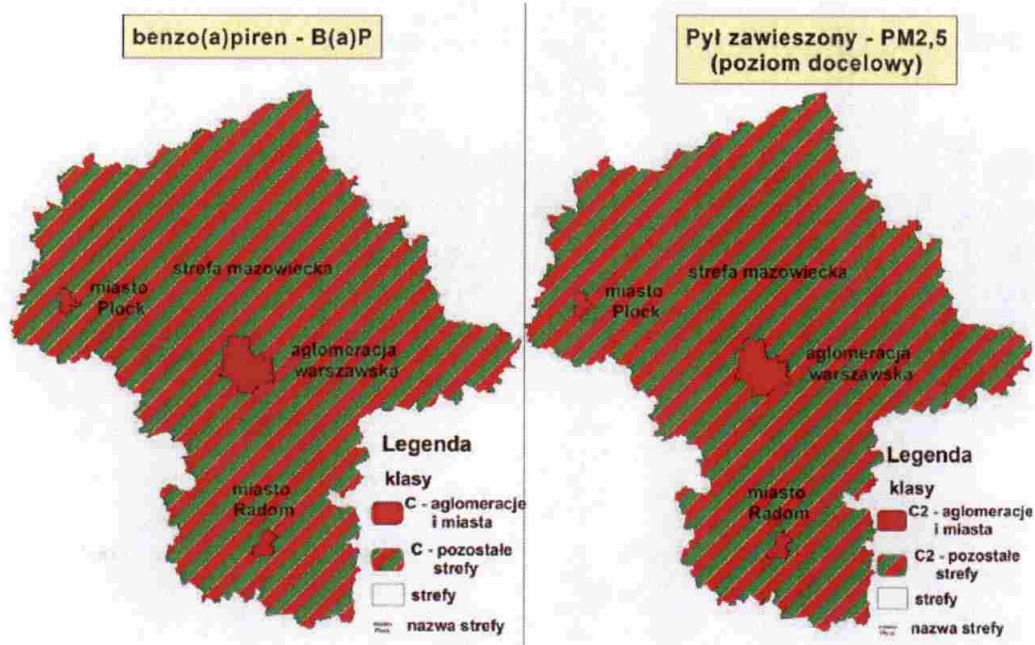 benzo(a)piren - B(a)P
strefa mazowiecka
miasto
Płock
aglomeracja
warszawska
miasto
Radom
Legenda
klasy
C - aglomeracje
i miasta
C - pozostałe
strefy
strefy
nazwa strefy
Pył zawieszony - PM2,5
(poziom docelowy)
strefa mazowiecka
miasto
Płock
aglomeracja
warszawska
miasto
Radom
Legenda
klasy
C2 - aglomeracje
i miasta
C2 - pozostałe
strefy
strefy
nazwa strefy